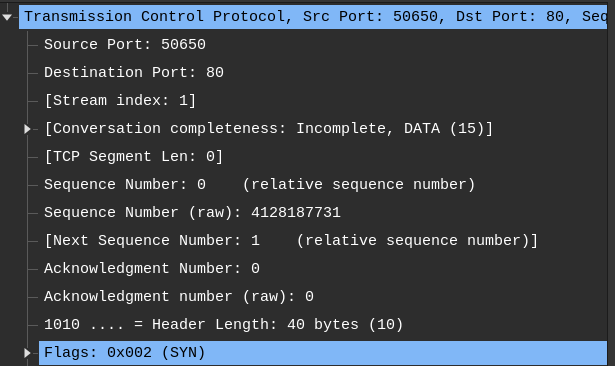 Transmission Control Protocol, Src Port: 50650, Dst Port: 80, Seq
Source Port: 50650
Destination Port: 80
[Stream index: 1]
[Conversation completeness: Incomplete, DATA (15)]
[TCP Segment Len: 0]
Sequence Number: 0    (relative sequence number)
Sequence Number (raw): 4128187731
[Next Sequence Number: 1    (relative sequence number)]
Acknowledgment Number: 0
Acknowledgment number (raw): 0
1010 .... = Header Length: 40 bytes (10)
Flags: 0x002 (SYN)